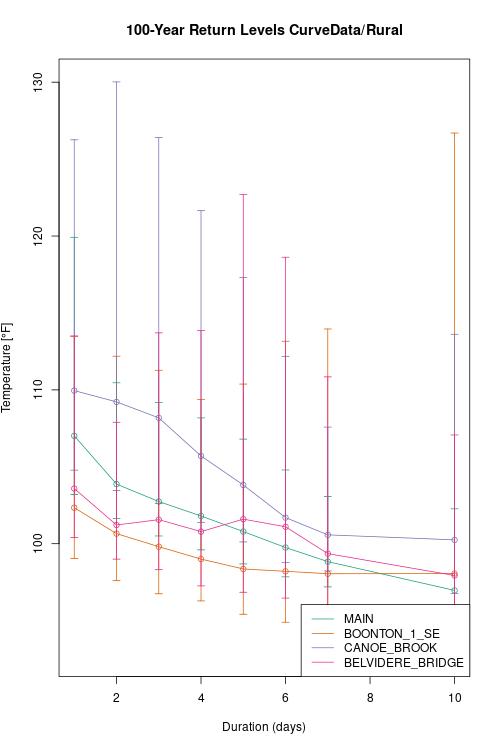 100-Year Return Levels CurveData/Rural
Temperature [°F]
130
120
110
100
MAIN
BOONTON_1_SE
CANOE_BROOK
BELVIDERE_BRIDGE
2
4
6
8
10
Duration (days)